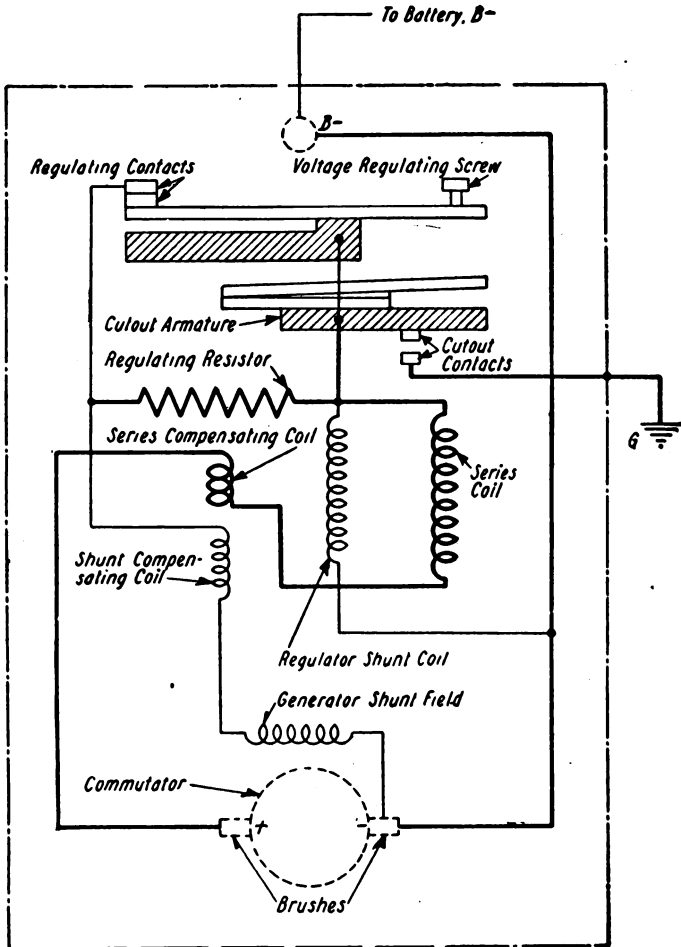 To Battery, B-
B-
Regulating Contacts
Voltage Regulating Screw
Cutout Armature
Cutout
Contacts
Regulating Resistor
Series Compensating Coil
Series
Coil
G
Shunt Compen-
sating Coil
Regulator Shunt Coil
Generator Shunt Field
Commutator
+
-
Brushes